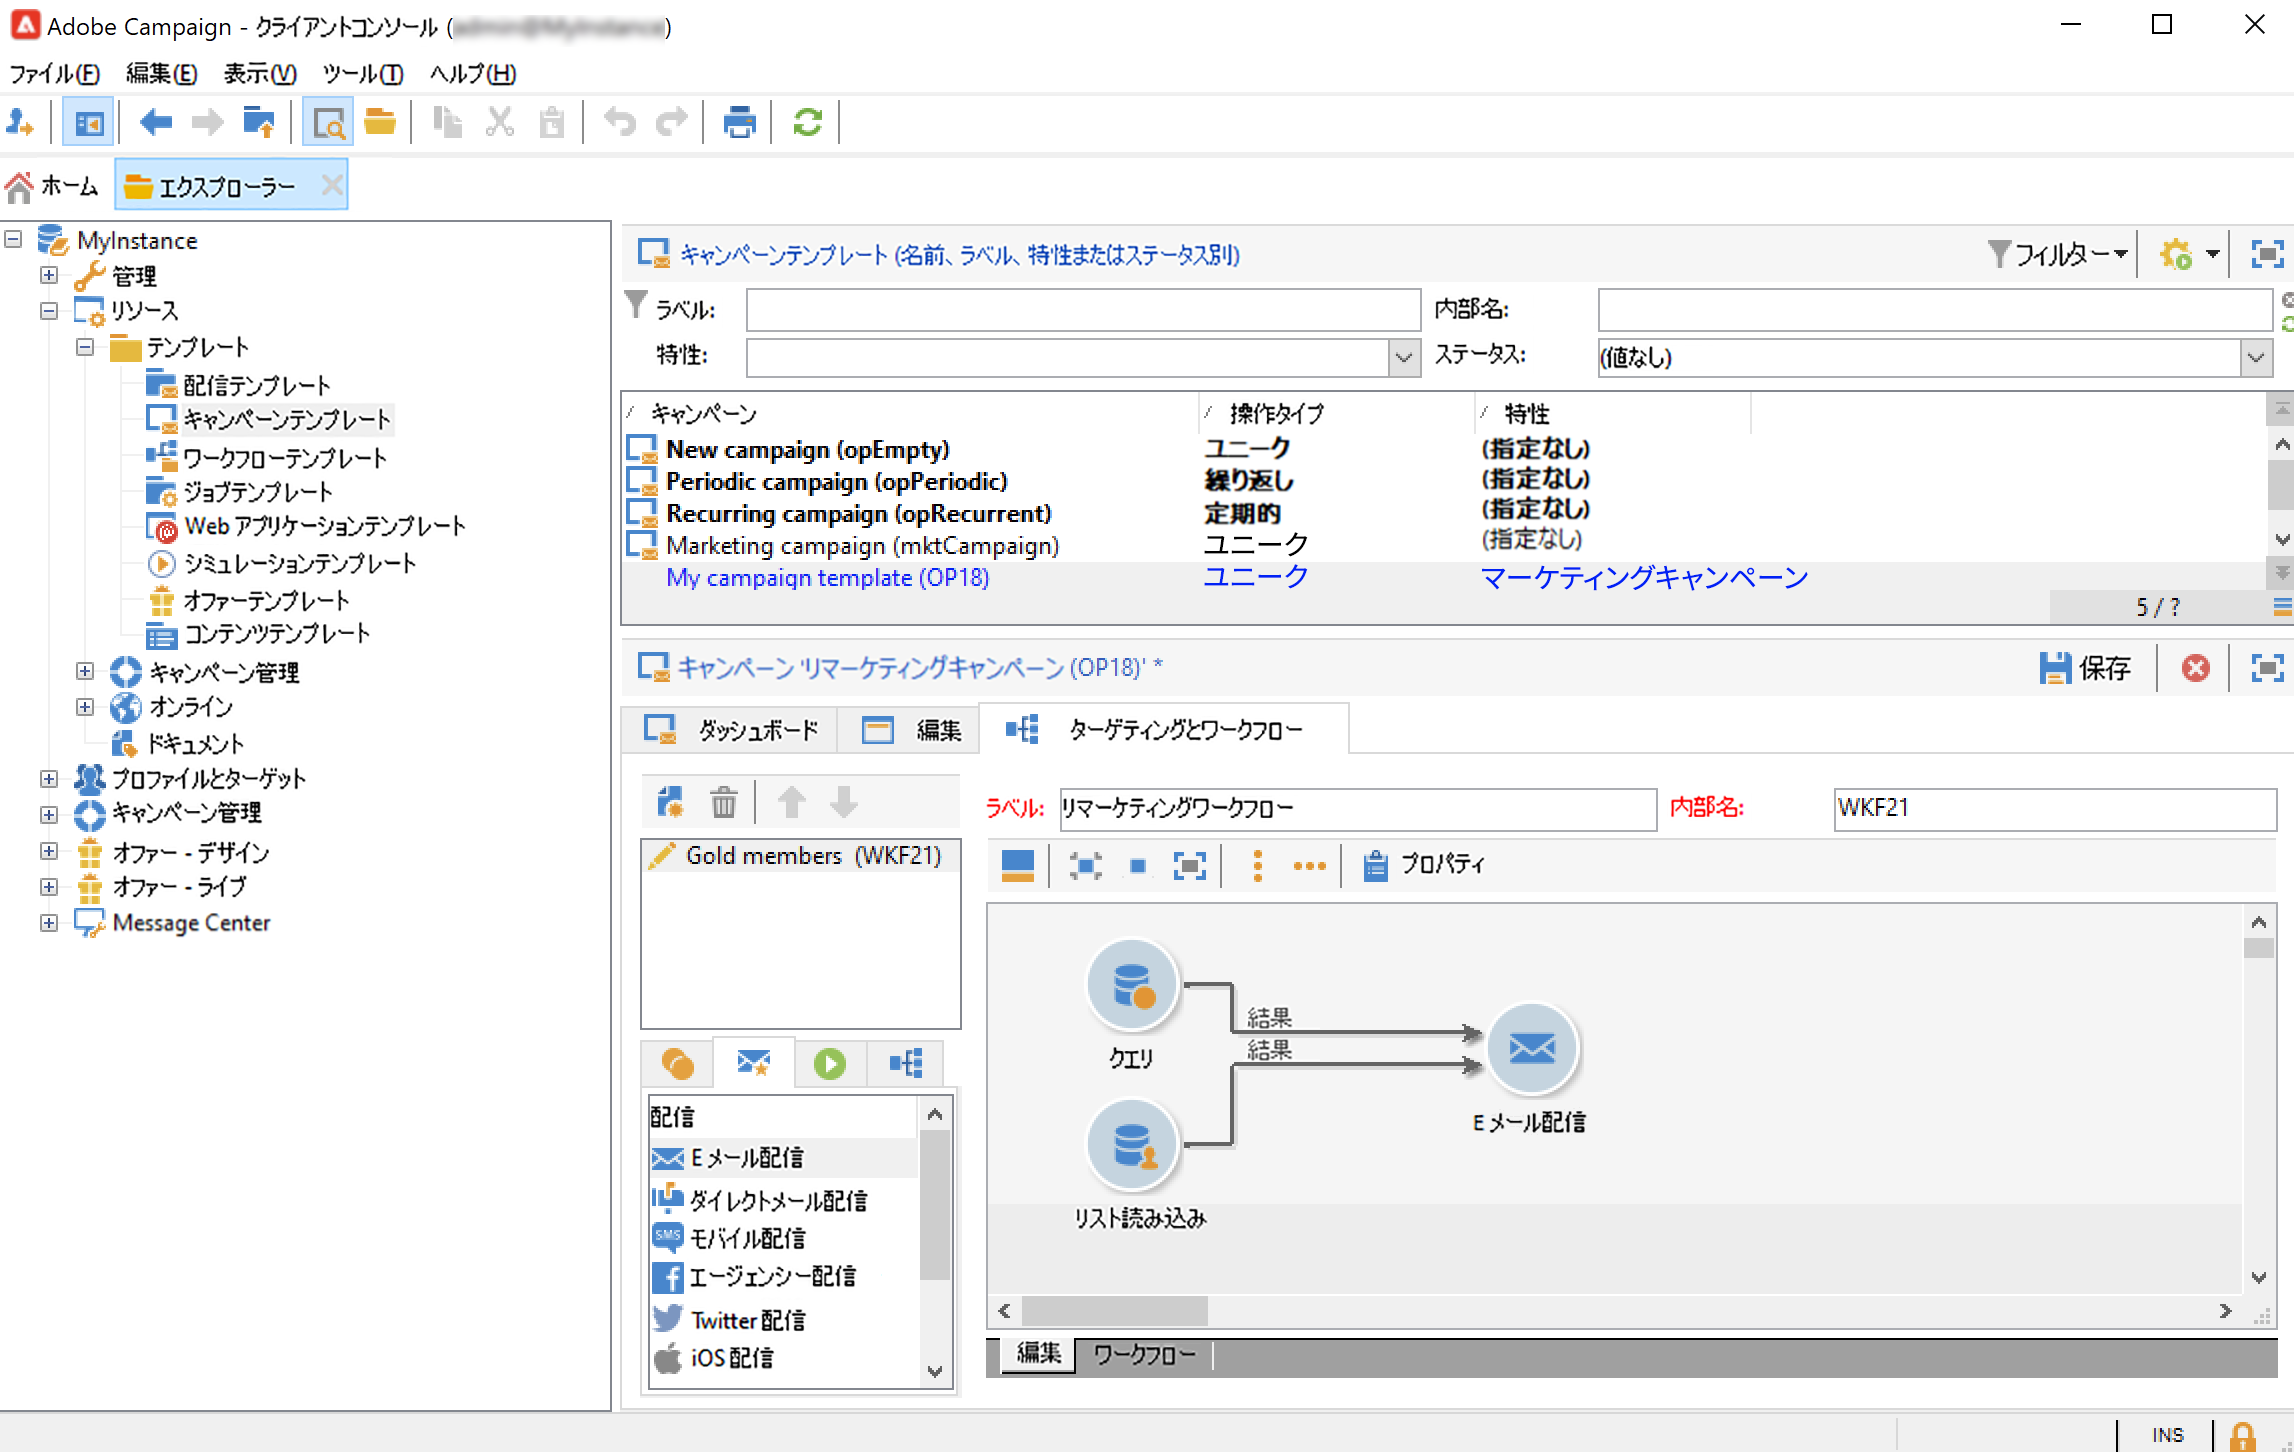 Adobe Campaign - クライアントコンソール ( )
ファイル(F) 編集(E) 表示(V) ツール(T) ヘルプ(H)
ホーム エクスプローラー
MyInstance
管理
リソース
テンプレート
配信テンプレート
キャンペーンテンプレート
ワークフローテンプレート
ジョブテンプレート
Web アプリケーションテンプレート
シミュレーションテンプレート
オファーテンプレート
コンテンツテンプレート
キャンペーン管理
オンライン
ドキュメント
プロファイルとターゲット
キャンペーン管理
オファー - デザイン
オファー - ライブ
Message Center
キャンペーンテンプレート (名前、ラベル、特性またはステータス別) フィルター
ラベル: 内部名:
特性: ステータス: (値なし)
キャンペーン 操作タイプ 特性
New campaign (opEmpty) ユニーク (指定なし)
Periodic campaign (opPeriodic) 繰り返し (指定なし)
Recurring campaign (opRecurrent) 定期的 (指定なし)
Marketing campaign (mktCampaign) ユニーク (指定なし)
My campaign template (OP18) ユニーク マーケティングキャンペーン
5 / ?
キャンペーン 'リマーケティングキャンペーン (OP18)' * 保存
ダッシュボード 編集 ターゲティングとワークフロー
ラベル: リマーケティングワークフロー 内部名: WKF21
Gold members (WKF21)
プロパティ
配信
E メール配信
ダイレクトメール配信
SMS モバイル配信
エージェンシー配信
Twitter 配信
iOS 配信
結果
結果
クエリ
E メール配信
リスト読み込み
編集 ワークフロー
INS